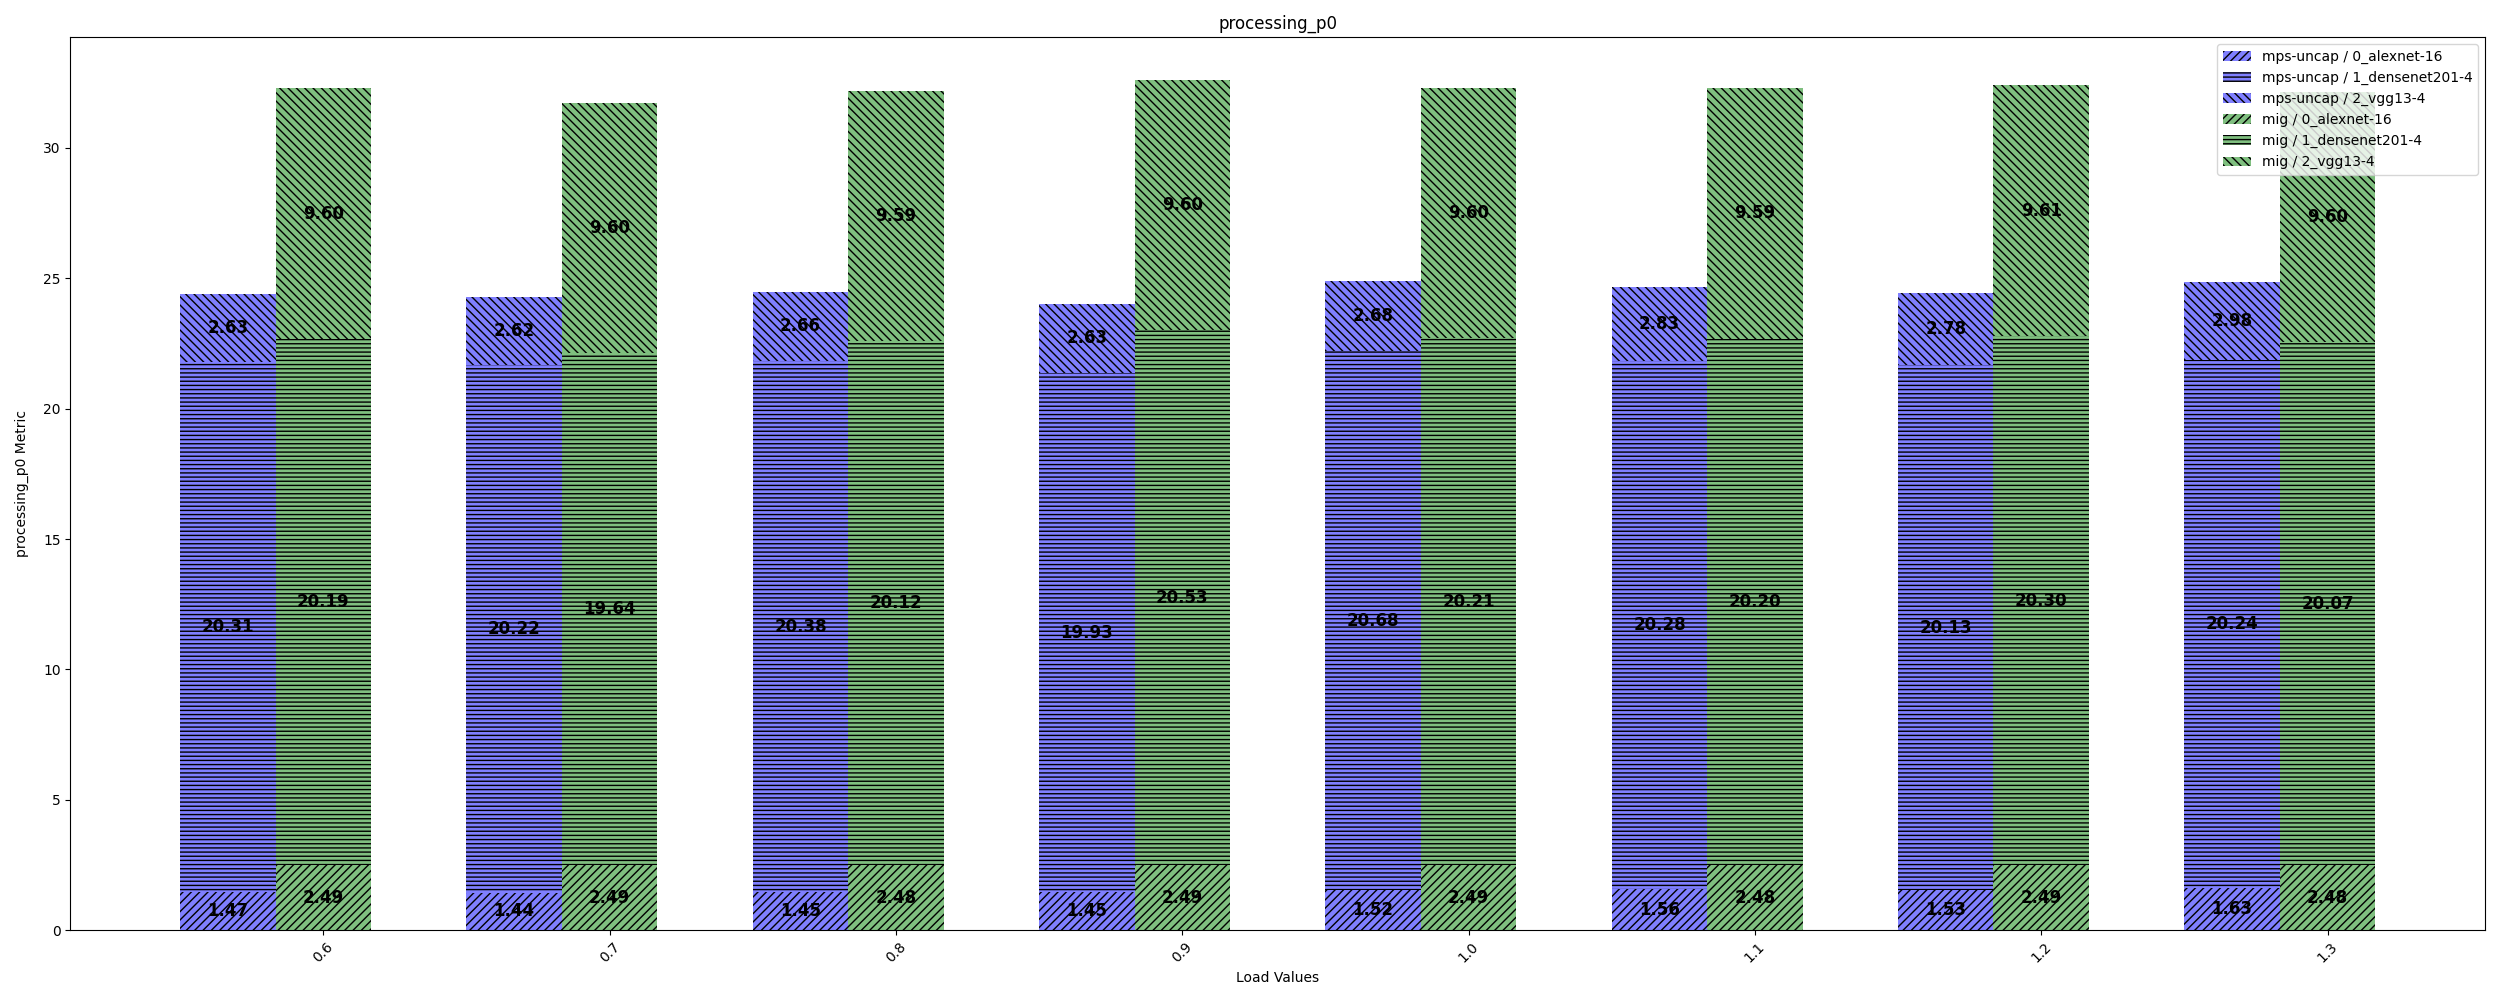 processing_p0
mps-uncap / 0_alexnet-16
mps-uncap / 1_densenet201-4
mps-uncap / 2_vgg13-4
mig / 0_alexnet-16
mig / 1_densenet201-4
mig / 2_vgg13-4
processing_p0 Metric
30
25
20
15
10
5
0
9.60 9.60 9.59 9.60 9.60 9.59 9.61 9.60
2.63 2.62 2.66 2.63 2.68 2.83 2.78 2.98
20.19 19.64 20.12 20.53 20.21 20.20 20.30 20.07
20.31 20.22 20.38 19.93 20.68 20.28 20.13 20.24
2.49 2.49 2.48 2.49 2.49 2.48 2.49 2.48
1.47 1.44 1.45 1.45 1.52 1.56 1.53 1.63
0.6 0.7 0.8 0.9 1.0 1.1 1.2 1.3
Load Values